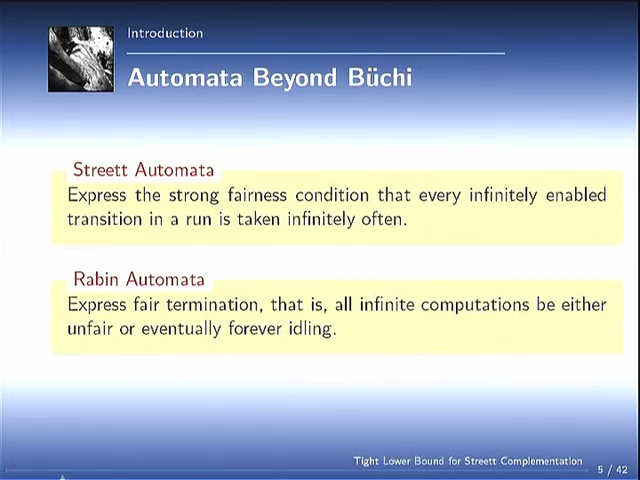 Introduction
Automata Beyond Büchi
Streett Automata
Express the strong fairness condition that every infinitely enabled
transition in a run is taken infinitely often.
Rabin Automata
Express fair termination, that is, all infinite computations be either
unfair or eventually forever idling.
Tight Lower Bound for Streett Complementation
5 / 42